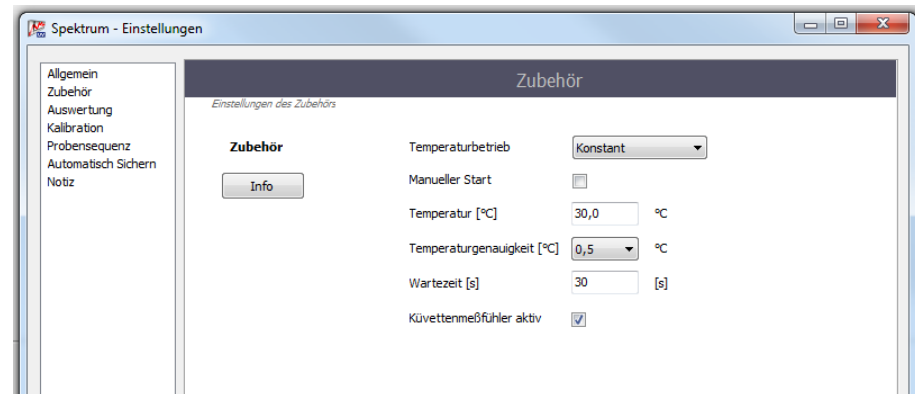 Spektrum - Einstellungen
Allgemein
Zubehör
Auswertung
Kalibration
Probensequenz
Automatisch Sichern
Notiz
Zubehör
Einstellungen des Zubehörs
Zubehör
Info
Temperaturbetrieb Konstant
Manueller Start
Temperatur [°C] 30,0 °C
Temperaturgenauigkeit [°C] 0,5 °C
Wartezeit [s] 30 [s]
Küvettenmeßfühler aktiv